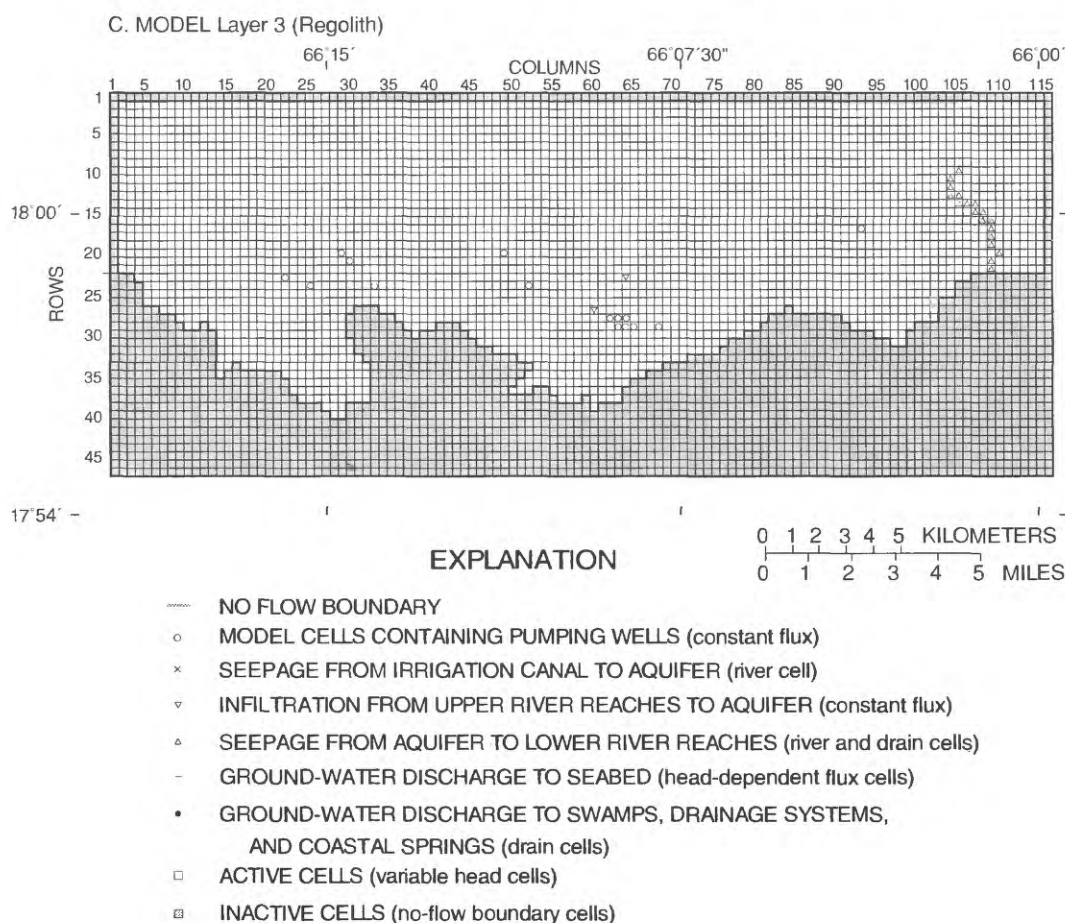 C. MODEL Layer 3 (Regolith)
66°15´ 66°07´30" 66°00´
COLUMNS
1 5 10 15 20 25 30 35 40 45 50 55 60 65 70 75 80 85 90 95 100 105 110 115
1
5
10
18°00´ 15
20
ROWS
25
30
35
40
45
17°54´
EXPLANATION
0 1 2 3 4 5 KILOMETERS
0 1 2 3 4 5 MILES
NO FLOW BOUNDARY
MODEL CELLS CONTAINING PUMPING WELLS (constant flux)
SEEPAGE FROM IRRIGATION CANAL TO AQUIFER (river cell)
INFILTRATION FROM UPPER RIVER REACHES TO AQUIFER (constant flux)
SEEPAGE FROM AQUIFER TO LOWER RIVER REACHES (river and drain cells)
GROUND-WATER DISCHARGE TO SEABED (head-dependent flux cells)
GROUND-WATER DISCHARGE TO SWAMPS, DRAINAGE SYSTEMS,
AND COASTAL SPRINGS (drain cells)
ACTIVE CELLS (variable head cells)
INACTIVE CELLS (no-flow boundary cells)